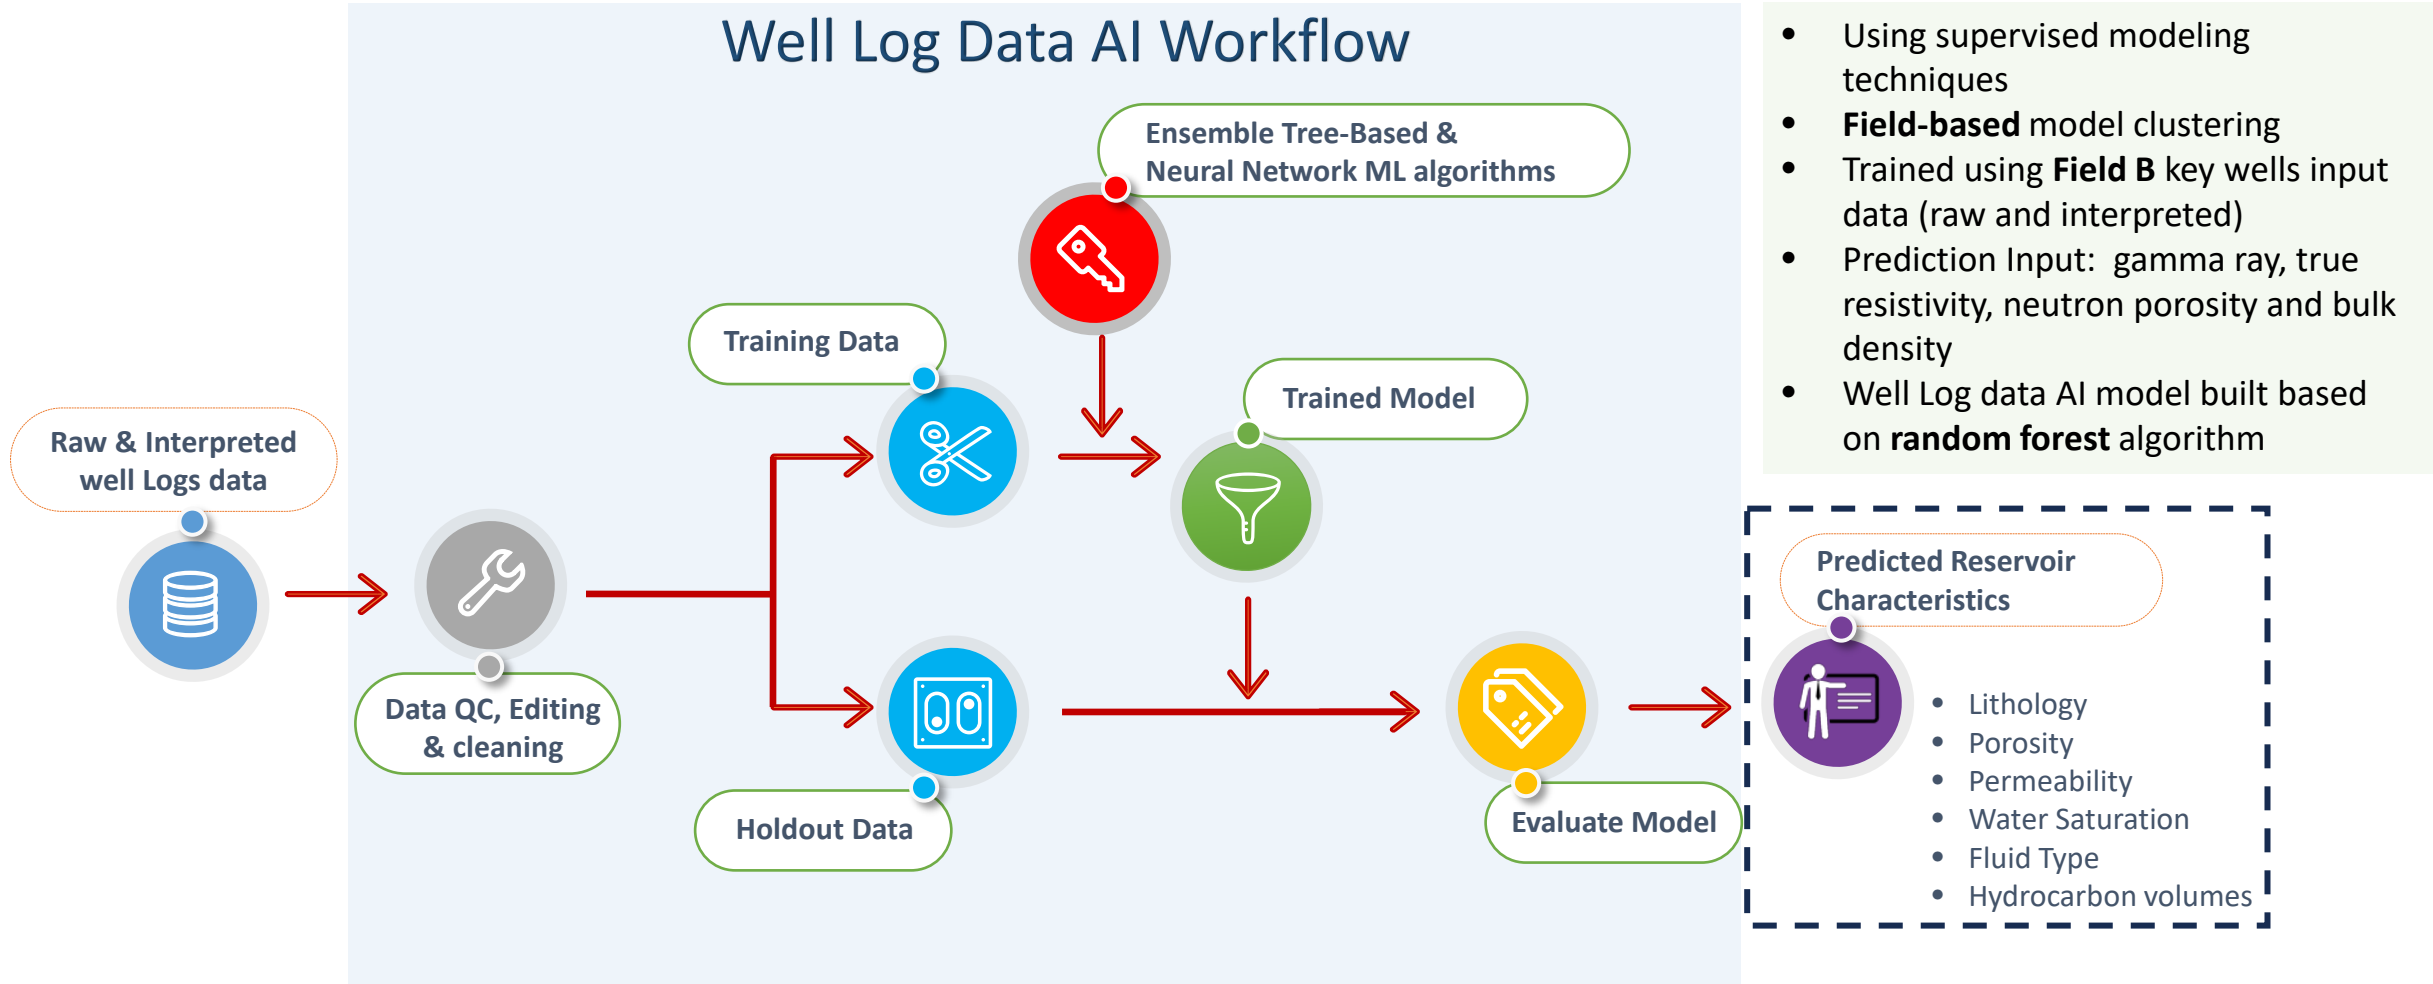 Well Log Data AI Workflow
Ensemble Tree-Based &
Neural Network ML algorithms
Training Data
Trained Model
Raw & Interpreted
well Logs data
Data QC, Editing
& cleaning
Holdout Data
Evaluate Model
• Using supervised modeling
techniques
• Field-based model clustering
• Trained using Field B key wells input
data (raw and interpreted)
• Prediction Input: gamma ray, true
resistivity, neutron porosity and bulk
density
• Well Log data AI model built based
on random forest algorithm
Predicted Reservoir
Characteristics
• Lithology
• Porosity
• Permeability
• Water Saturation
• Fluid Type
• Hydrocarbon volumes